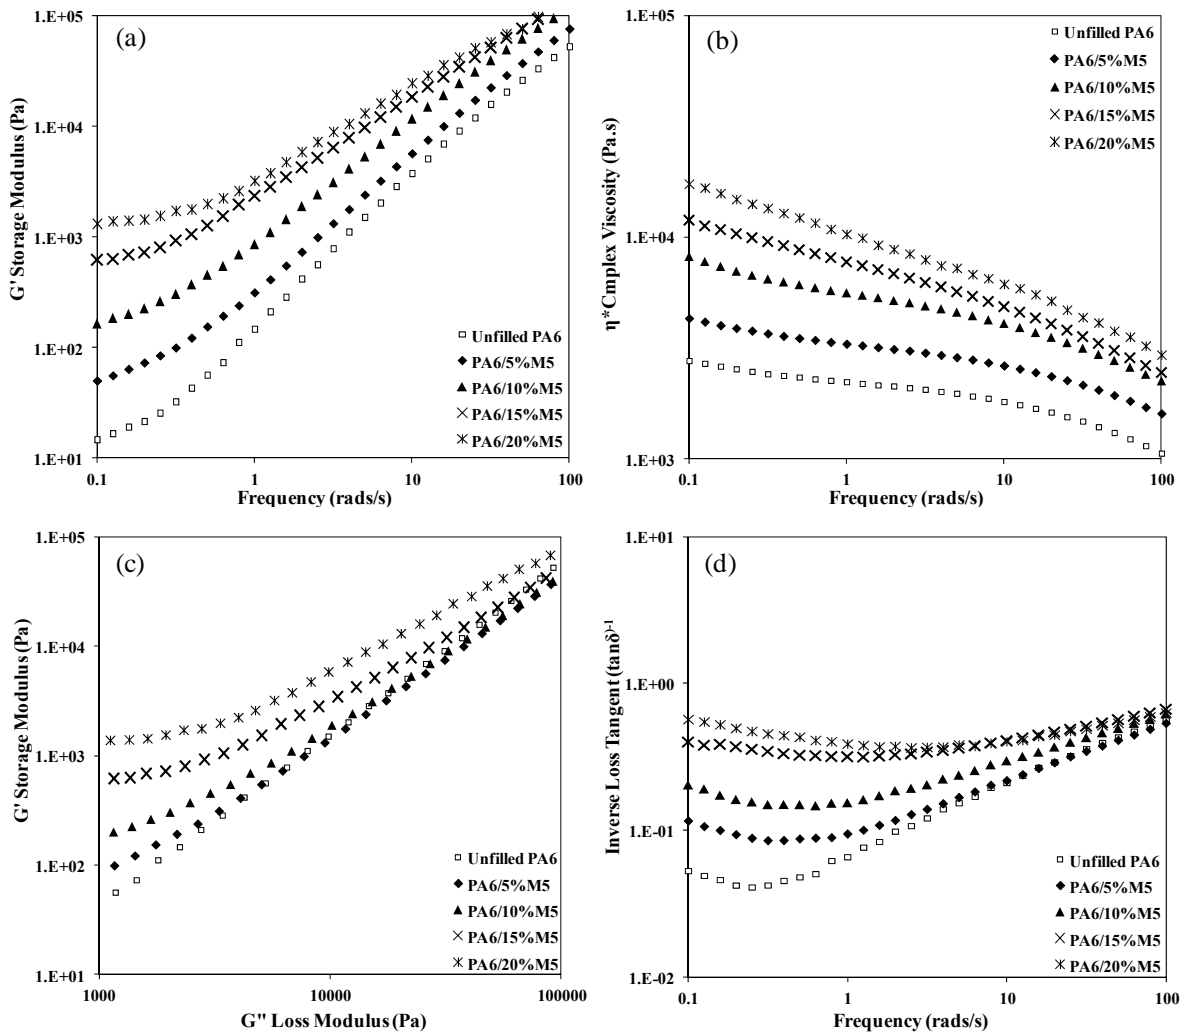 (a)
G' Storage Modulus (Pa)
1.E+05
1.E+04
1.E+03
1.E+02
1.E+01
0.1 1 10 100
Frequency (rads/s)
Unfilled PA6
PA6/5%M5
PA6/10%M5
PA6/15%M5
PA6/20%M5
(b)
η*Cmplex Viscosity (Pa.s)
1.E+05
1.E+04
1.E+03
0.1 1 10 100
Frequency (rads/s)
Unfilled PA6
PA6/5%M5
PA6/10%M5
PA6/15%M5
PA6/20%M5
(c)
G' Storage Modulus (Pa)
1.E+05
1.E+04
1.E+03
1.E+02
1.E+01
1000 10000 100000
G" Loss Modulus (Pa)
Unfilled PA6
PA6/5%M5
PA6/10%M5
PA6/15%M5
PA6/20%M5
(d)
Inverse Loss Tangent (tanδ)-1
1.E+01
1.E+00
1.E-01
1.E-02
0.1 1 10 100
Frequency (rads/s)
Unfilled PA6
PA6/5%M5
PA6/10%M5
PA6/15%M5
PA6/20%M5